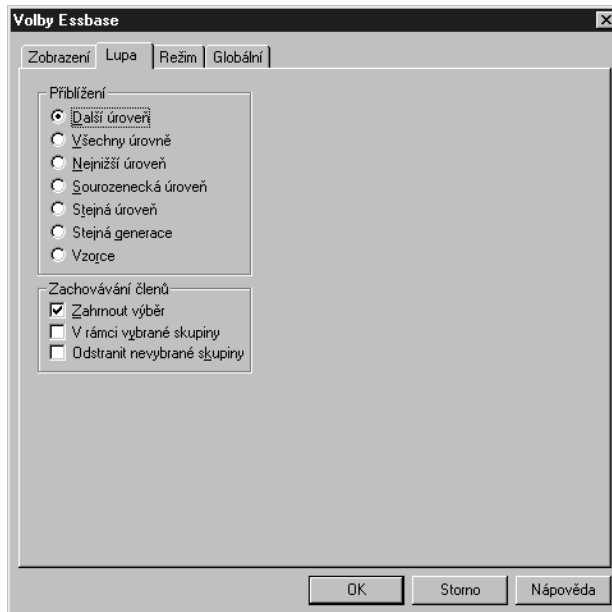 Volby Essbase
Zobrazení Lupa Režim Globální
Přiblížení
Další úroveň
Všechny úrovně
Nejnižší úroveň
Sourozenecká úroveň
Stejná úroveň
Stejná generace
Vzorce
Zachovávání členů
Zahrnout výběr
V rámci vybrané skupiny
Odstranit nevybrané skupiny
OK Storno Nápověda